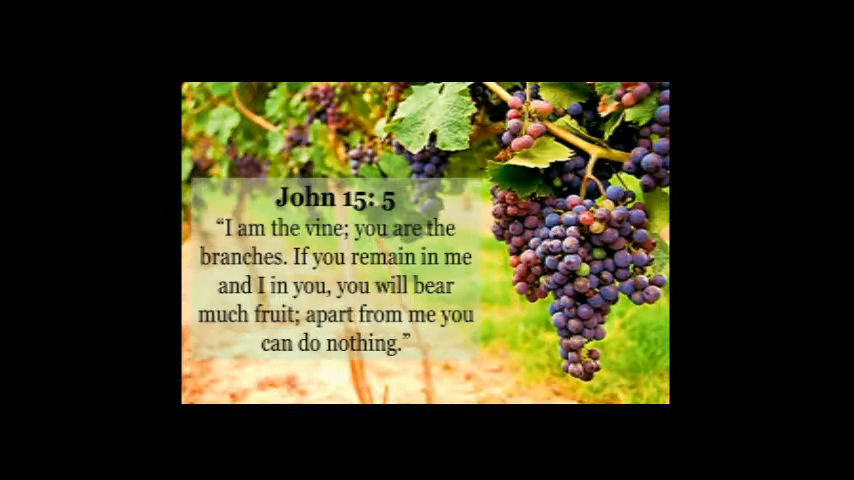 John 15: 5
“I am the vine; you are the
branches. If you remain in me
and I in you, you will bear
much fruit; apart from me you
can do nothing.”